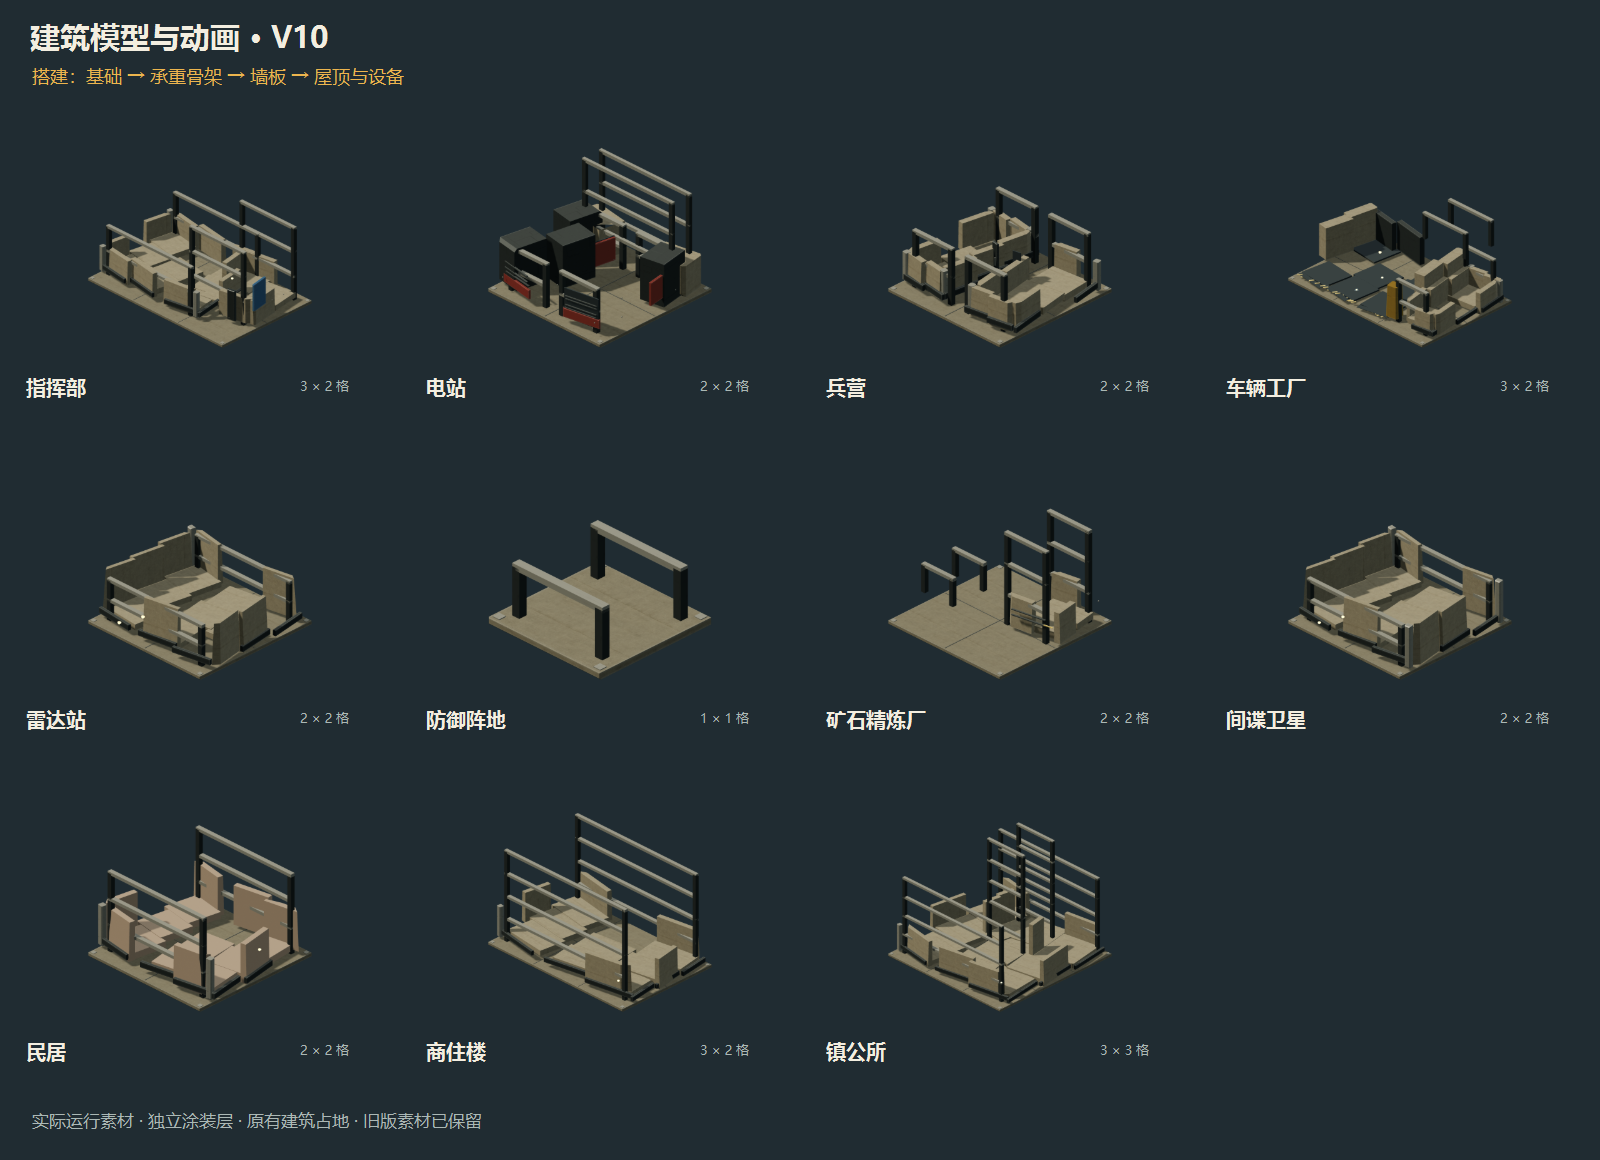 建筑模型与动画 • V10
搭建：基础 → 承重骨架 → 墙板 → 屋顶与设备
指挥部 3 × 2 格
电站 2 × 2 格
兵营 2 × 2 格
车辆工厂 3 × 2 格
雷达站 2 × 2 格
防御阵地 1 × 1 格
矿石精炼厂 2 × 2 格
间谍卫星 2 × 2 格
民居 2 × 2 格
商住楼 3 × 2 格
镇公所 3 × 3 格
实际运行素材 · 独立涂装层 · 原有建筑占地 · 旧版素材已保留